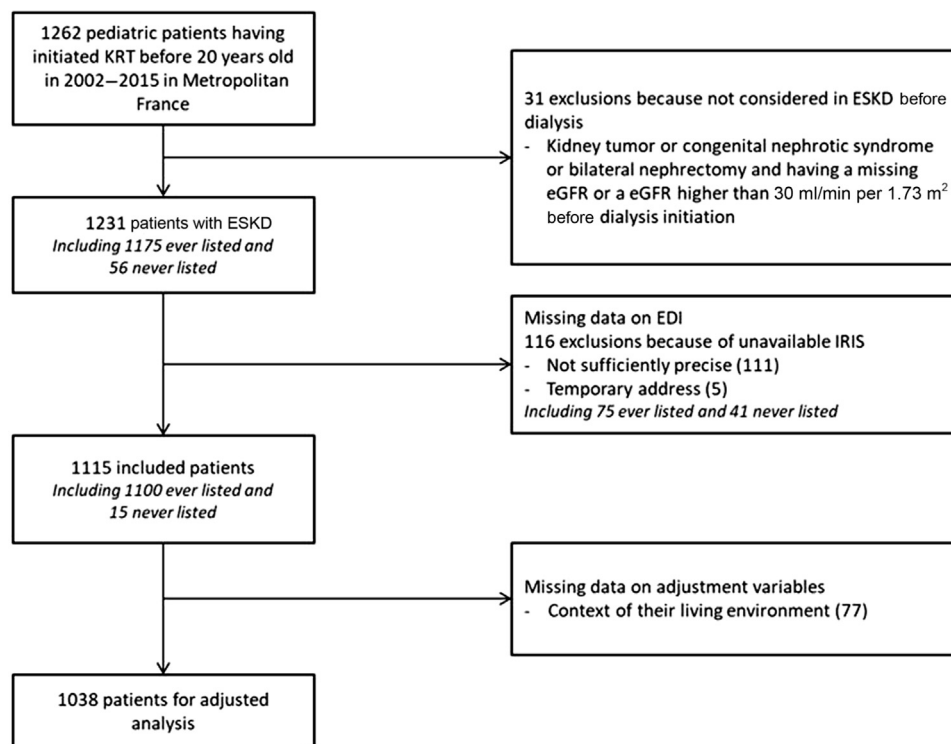 1262 pediatric patients having
initiated KRT before 20 years old
in 2002–2015 in Metropolitan
France
31 exclusions because not considered in ESKD before
dialysis
- Kidney tumor or congenital nephrotic syndrome
or bilateral nephrectomy and having a missing
eGFR or a eGFR higher than 30 ml/min per 1.73 m²
before dialysis initiation
1231 patients with ESKD
Including 1175 ever listed and
56 never listed
Missing data on EDI
116 exclusions because of unavailable IRIS
- Not sufficiently precise (111)
- Temporary address (5)
Including 75 ever listed and 41 never listed
1115 included patients
Including 1100 ever listed and
15 never listed
Missing data on adjustment variables
- Context of their living environment (77)
1038 patients for adjusted
analysis